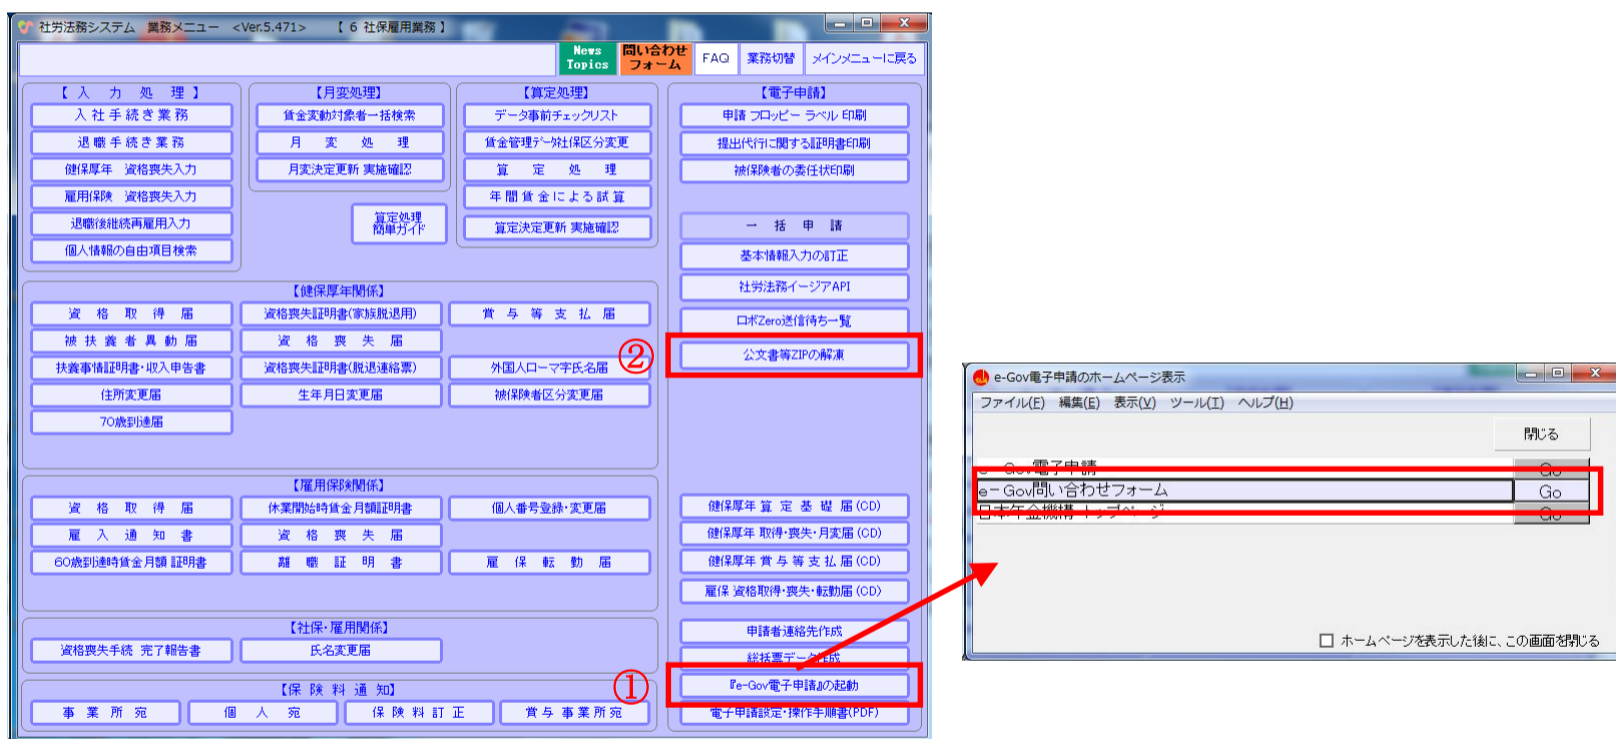 社労法務システム 業務メニュー <Ver.5.471> 【 6 社保雇用業務 】
News Topics
問い合わせフォーム
FAQ
業務切替
メインメニューに戻る
【 入 力 処 理 】
入 社 手 続 き 業 務
退 職 手 続 き 業 務
健保厚年 資格喪失入力
雇用保険 資格喪失入力
退職後継続再雇用入力
個人情報の自由項目検索
【月変処理】
賃金変動対象者一括検索
月 変 処 理
月変決定更新 実施確認
算定処理
簡単ガイド
【算定処理】
データ事前チェックリスト
賃金管理データ社保区分変更
算 定 処 理
年 間 賃 金 に よ る 試 算
算定決定更新 実施確認
【電子申請】
申請 フロッピー ラベル 印刷
提出代行に関する証明書印刷
被保険者の委任状印刷
一 括 申 請
基本情報入力の訂正
社労法務イージアAPI
ロボZero送信待ち一覧
②
公文書等ZIPの解凍
健保厚年 算 定 基 礎 届 (CD)
健保厚年 取得・喪失・月変届 (CD)
健保厚年 賞 与 等 支 払 届 (CD)
雇保 資格取得・喪失・転勤届 (CD)
申請者連絡先作成
総括票データ作成
①
『e-Gov電子申請』の起動
電子申請設定・操作手順書(PDF)
【健保厚年関係】
資 格 取 得 届
資格喪失証明書(家族脱退用)
賞 与 等 支 払 届
被 扶 養 者 異 動 届
資 格 喪 失 届
扶養事情証明書・収入申告書
資格喪失証明書(脱退連絡票)
外国人ローマ字氏名届
住所変更届
生年月日変更届
被保険者区分変更届
70歳到達届
【雇用保険関係】
資 格 取 得 届
休業開始時賃金月額証明書
個人番号登録・変更届
雇 入 通 知 書
資 格 喪 失 届
60歳到達時賃金月額 証明書
離 職 証 明 書
雇 保 転 勤 届
【社保・雇用関係】
資格喪失手続 完了報告書
氏名変更届
【保 険 料 通 知】
事 業 所 宛
個 人 宛
保 険 料 訂 正
賞 与 事 業 所 宛
e-Gov電子申請のホームページ表示
ファイル(F) 編集(E) 表示(V) ツール(T) ヘルプ(H)
閉じる
e－Gov電子申請 Go
e－Gov問い合わせフォーム Go
日本年金機構 トップページ Go
ホームページを表示した後に、この画面を閉じる